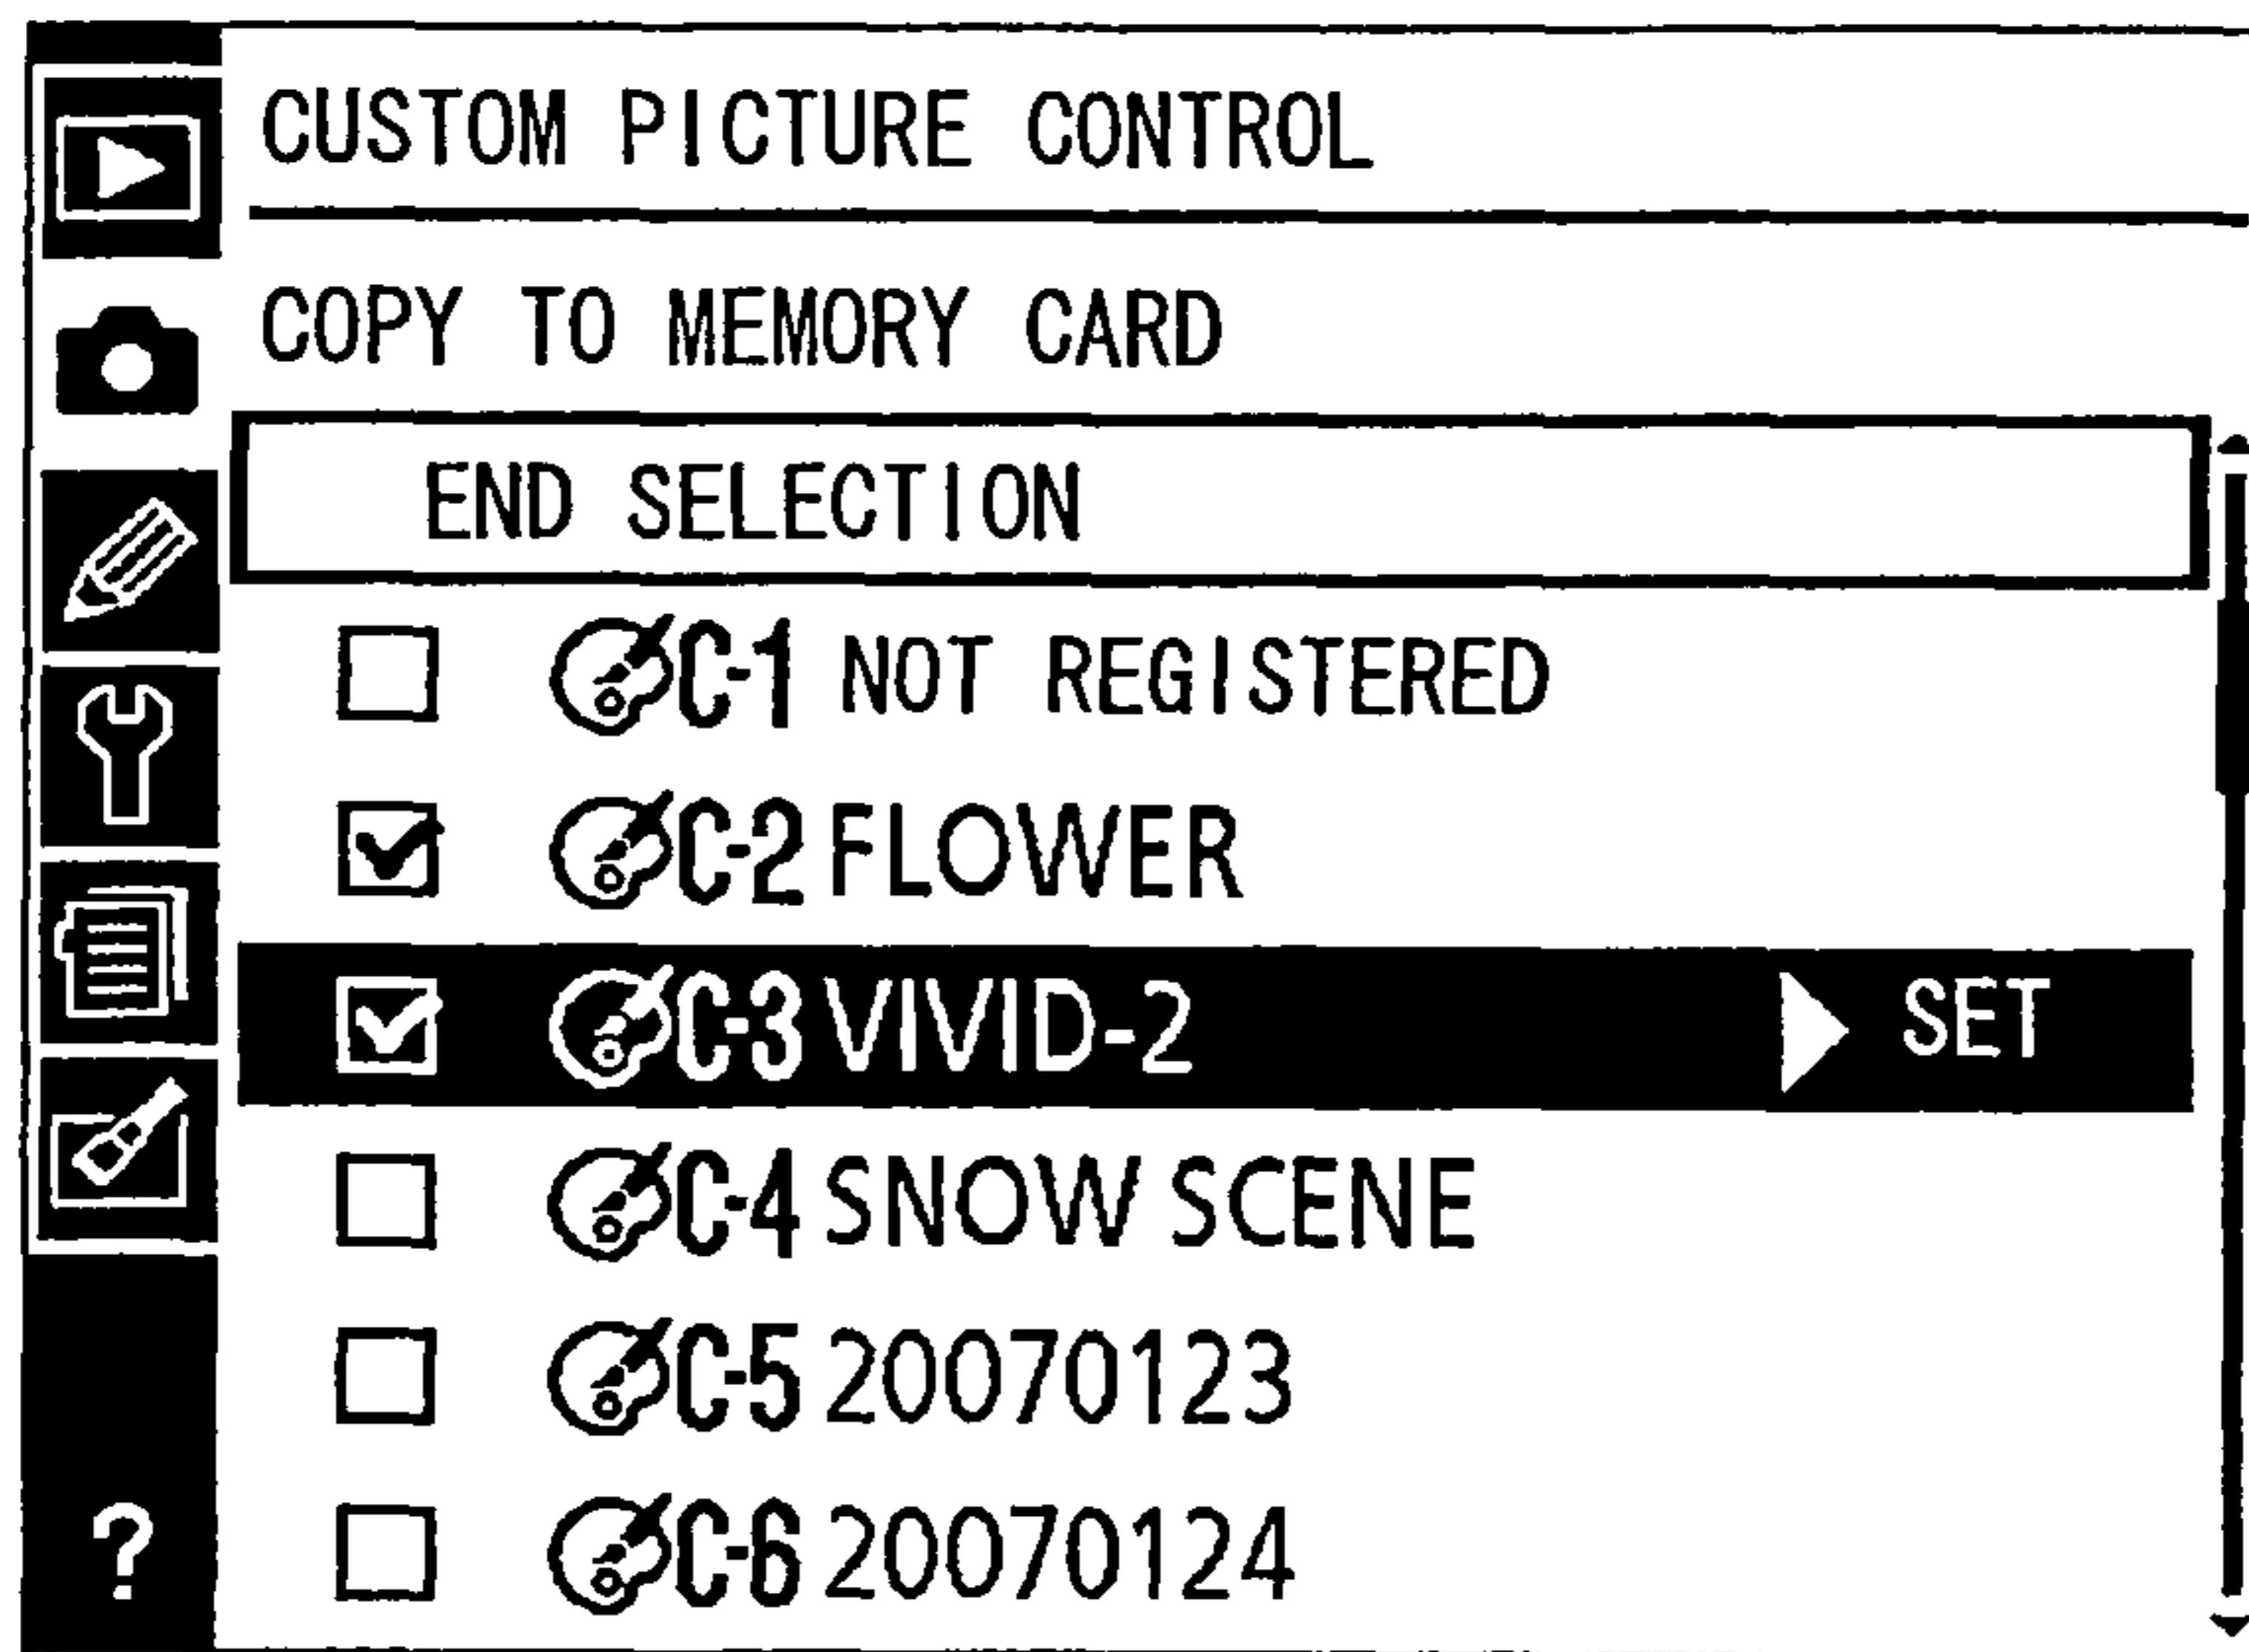 CUSTOM PICTURE CONTROL
COPY TO MEMORY CARD
END SELECTION
C-1 NOT REGISTERED
C-2 FLOWER
C-3 VIVID-2 SET
C-4 SNOW SCENE
C-5 20070123
C-6 20070124
?